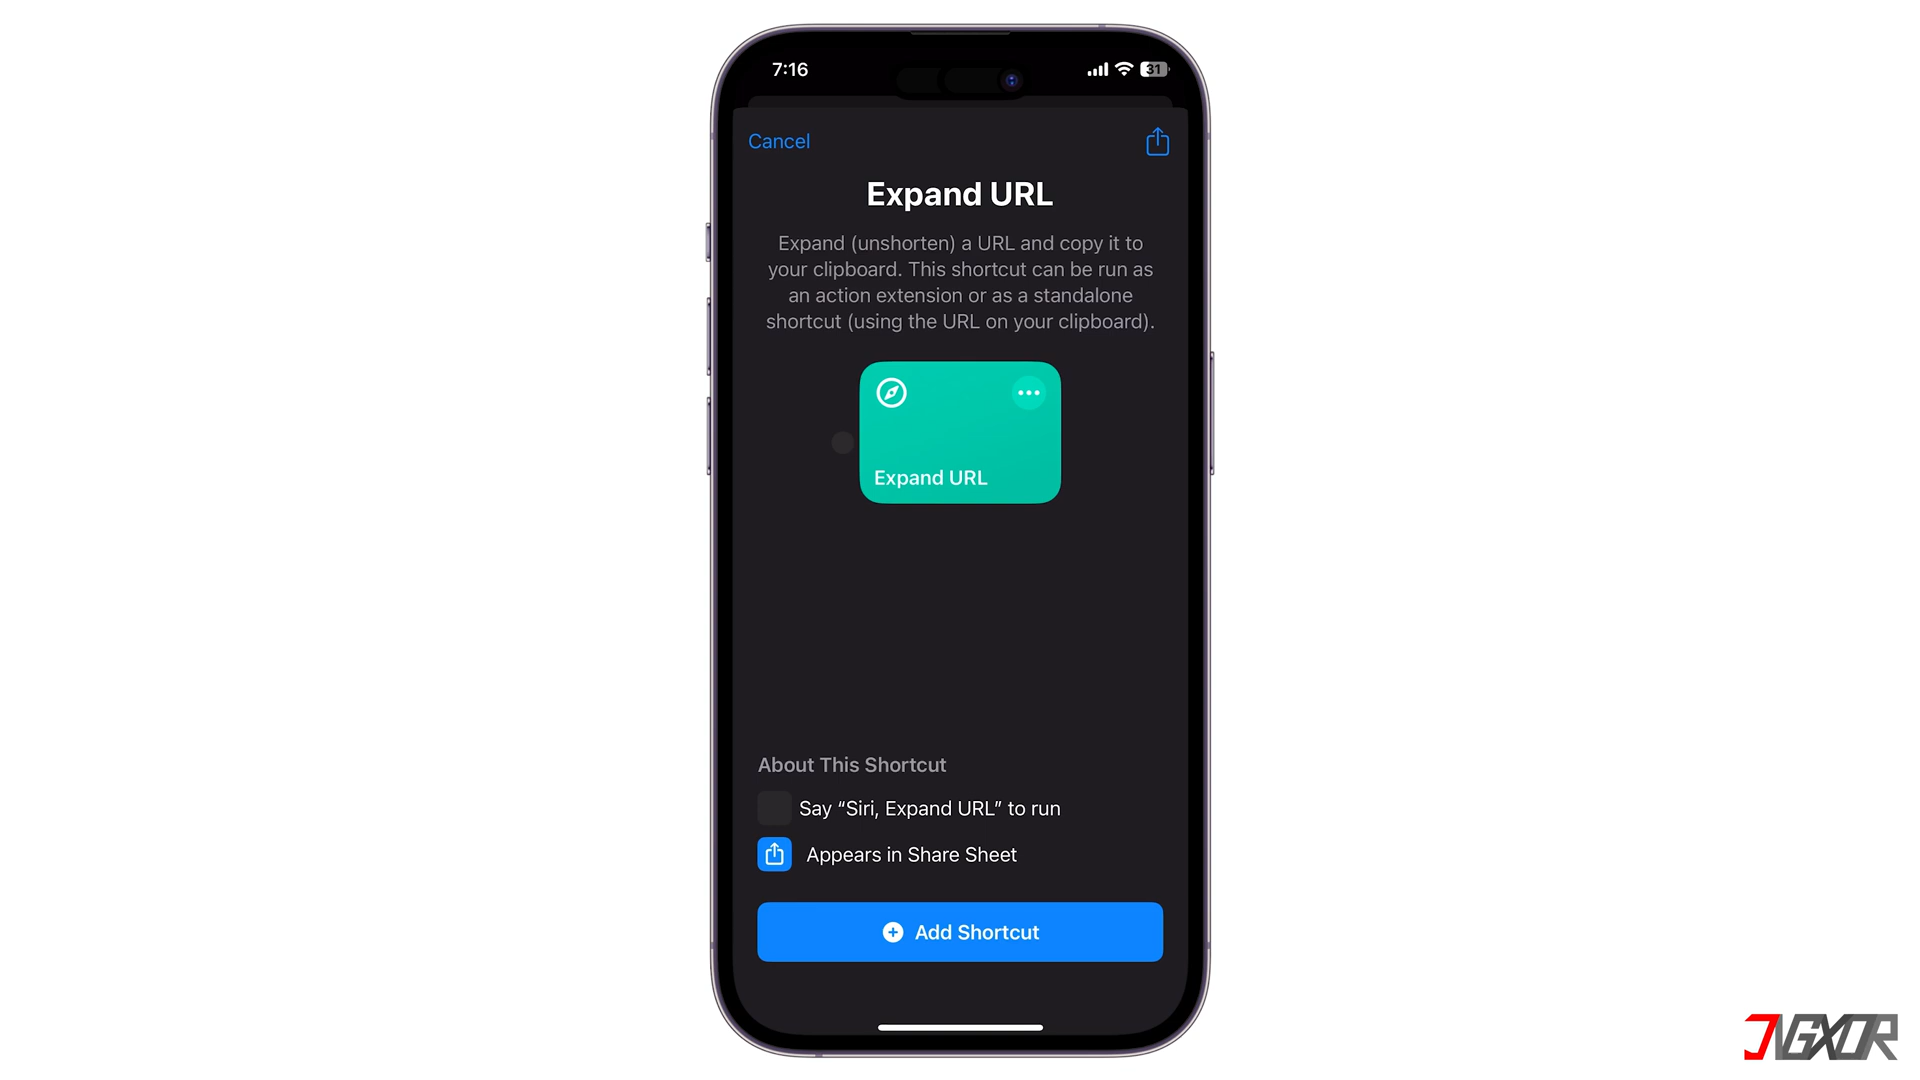 7:16
31
Cancel
Expand URL
Expand (unshorten) a URL and copy it to
your clipboard. This shortcut can be run as
an action extension or as a standalone
shortcut (using the URL on your clipboard).
Expand URL
About This Shortcut
Say “Siri, Expand URL” to run
Appears in Share Sheet
Add Shortcut
JVGXOR